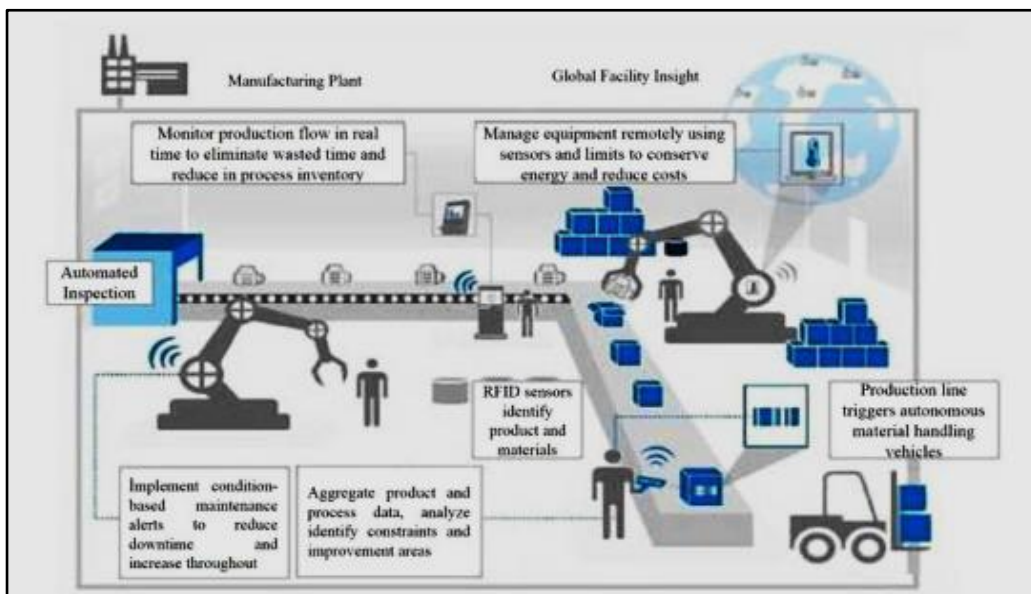 Manufacturing Plant
Global Facility Insight
Monitor production flow in real
time to eliminate wasted time and
reduce in process inventory
Manage equipment remotely using
sensors and limits to conserve
energy and reduce costs
Automated
Inspection
RFID sensors
identify
product and
materials
Production line
triggers autonomous
material handling
vehicles
Implement condition-
based maintenance
alerts to reduce
downtime and
increase throughout
Aggregate product and
process data, analyze
identify constraints and
improvement areas